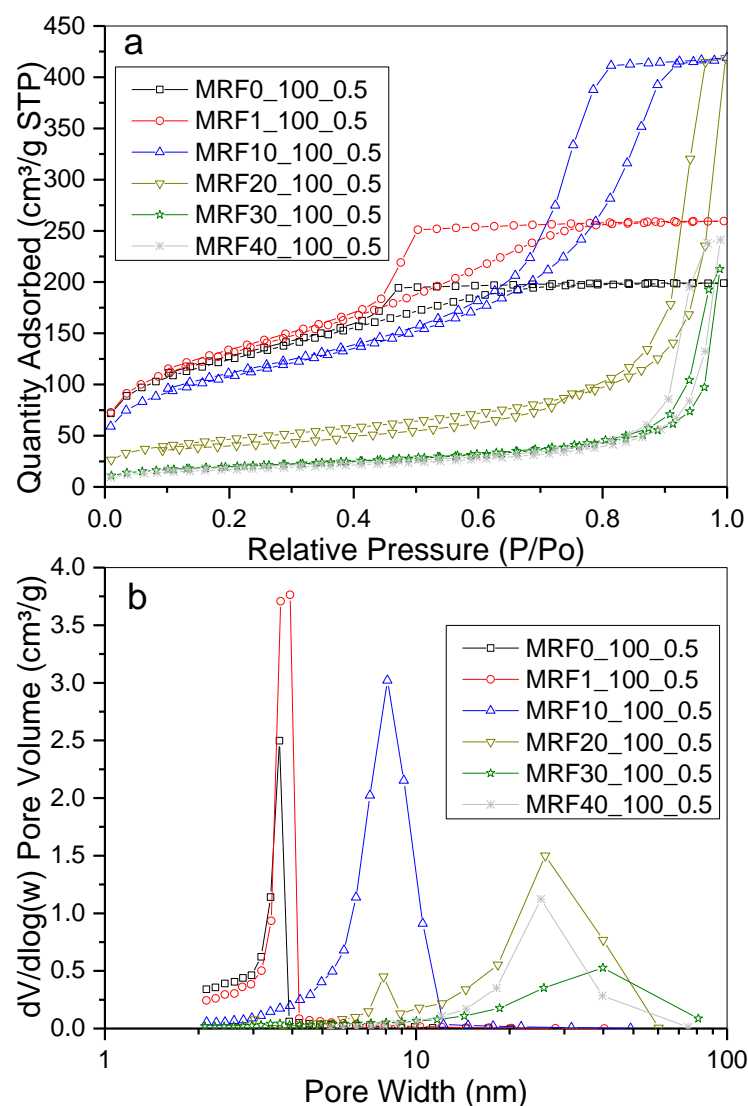 a
450
400
350
300
250
200
150
100
50
0
Quantity Adsorbed (cm³/g STP)
MRF0_100_0.5
MRF1_100_0.5
MRF10_100_0.5
MRF20_100_0.5
MRF30_100_0.5
MRF40_100_0.5
0.0 0.2 0.4 0.6 0.8 1.0
Relative Pressure (P/Po)
b
4.0
3.5
3.0
2.5
2.0
1.5
1.0
0.5
0.0
dV/dlog(w) Pore Volume (cm³/g)
MRF0_100_0.5
MRF1_100_0.5
MRF10_100_0.5
MRF20_100_0.5
MRF30_100_0.5
MRF40_100_0.5
1 10 100
Pore Width (nm)